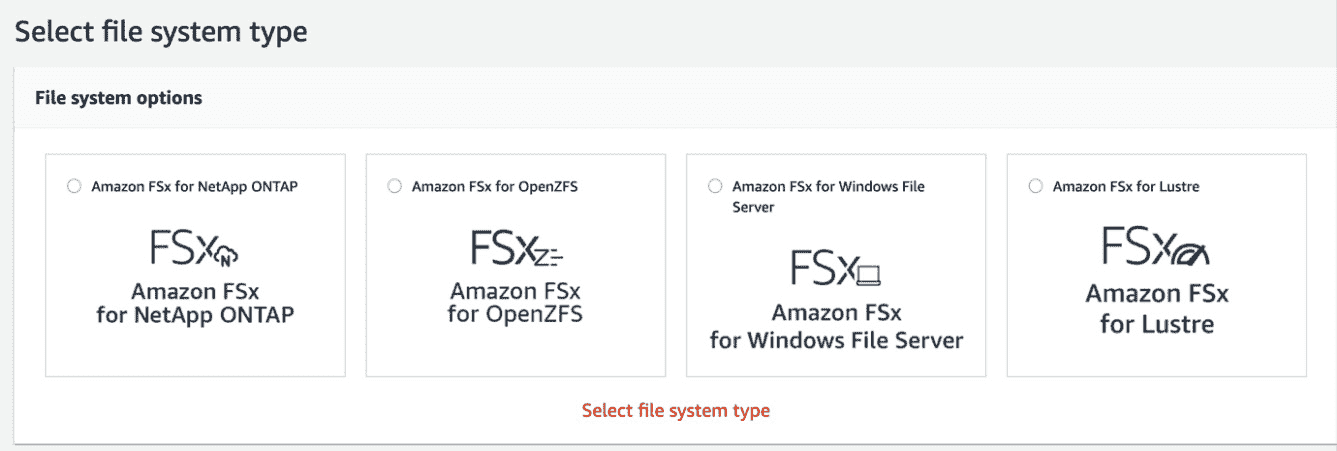 Select file system type
File system options
Amazon FSx for NetApp ONTAP
FSx N
Amazon FSx
for NetApp ONTAP
Amazon FSx for OpenZFS
FSx Z
Amazon FSx
for OpenZFS
Amazon FSx for Windows File
Server
FSx
Amazon FSx
for Windows File Server
Amazon FSx for Lustre
FSx
Amazon FSx
for Lustre
Select file system type